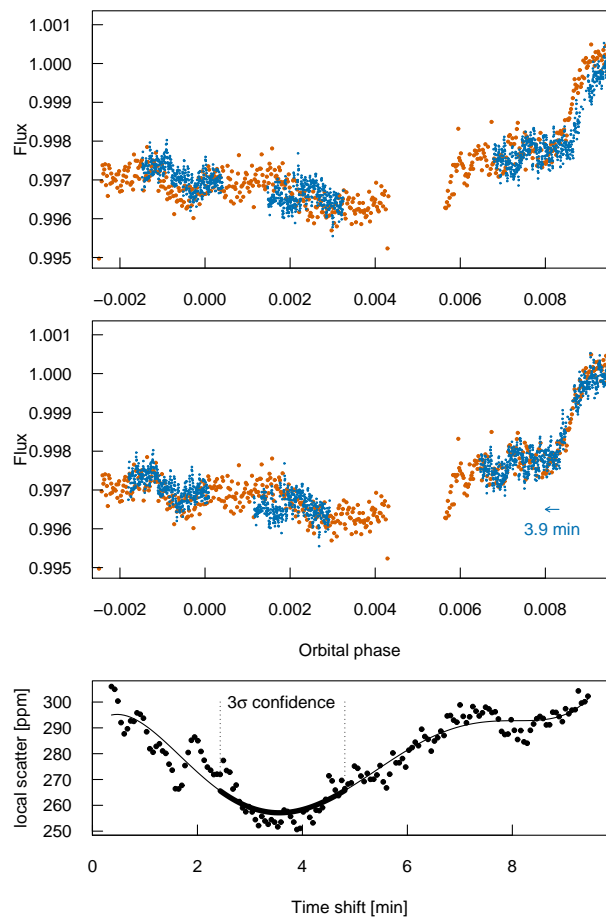 1.001
1.000
0.999
0.998
0.997
0.996
0.995
Flux
−0.002 0.000 0.002 0.004 0.006 0.008
1.001
1.000
0.999
0.998
0.997
0.996
0.995
Flux
3.9 min
−0.002 0.000 0.002 0.004 0.006 0.008
Orbital phase
300
290
280
270
260
250
local scatter [ppm]
3σ confidence
0 2 4 6 8
Time shift [min]